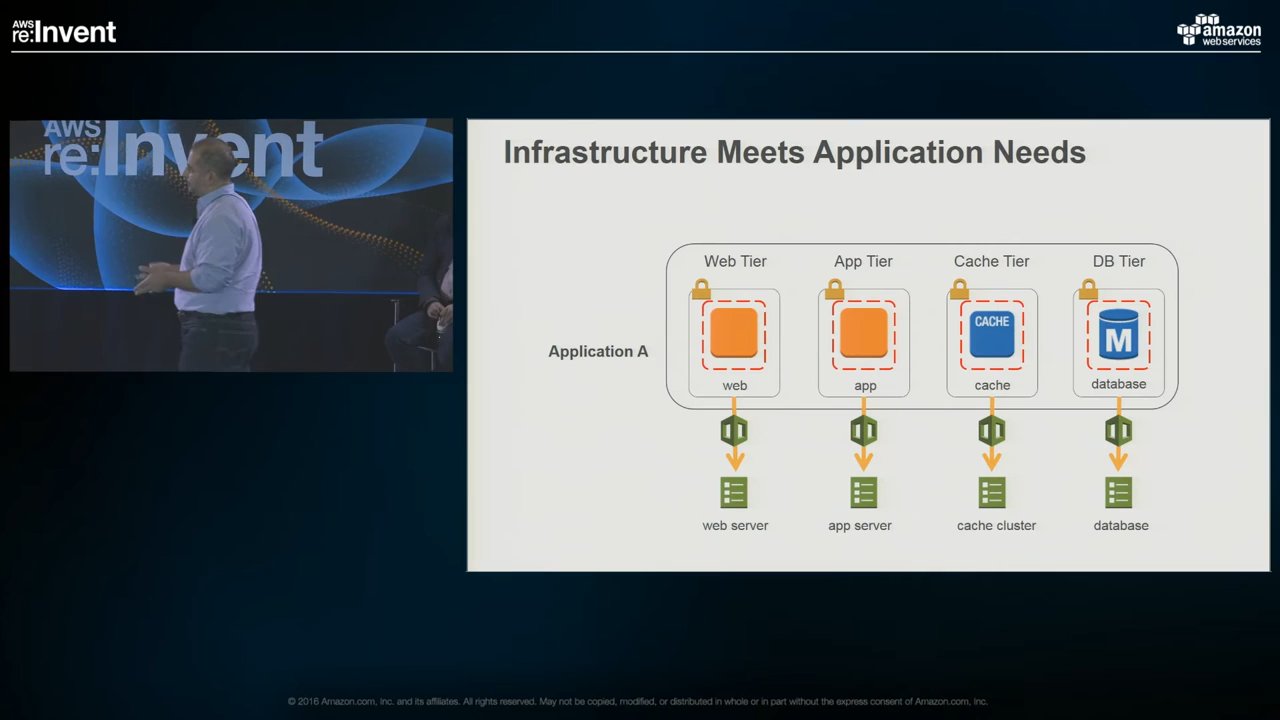 AWS
re:Invent
amazon
web services
AWS
re:Invent
Infrastructure Meets Application Needs
Web Tier
App Tier
Cache Tier
DB Tier
CACHE
M
Application A
web
app
cache
database
web server
app server
cache cluster
database
© 2016 Amazon.com, Inc. and its affiliates. All rights reserved. May not be copied, modified, or distributed in whole or in part without the express consent of Amazon.com, Inc.